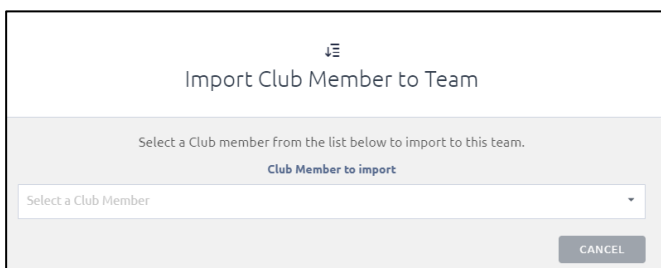 Import Club Member to Team
Select a Club member from the list below to import to this team.
Club Member to import
Select a Club Member
CANCEL